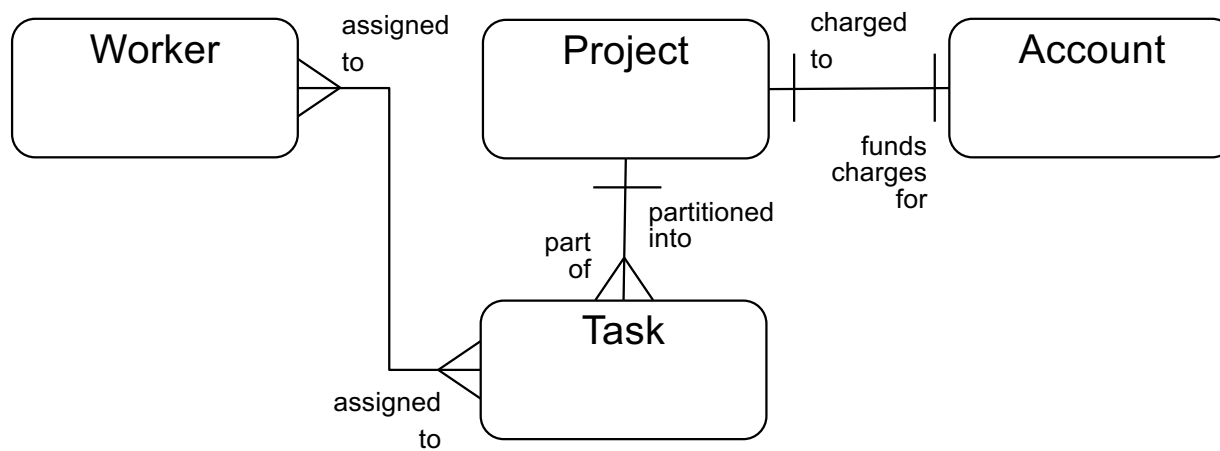 Worker
assigned
to
Project
charged
to
Account
funds
charges
for
partitioned
into
part
of
Task
assigned
to